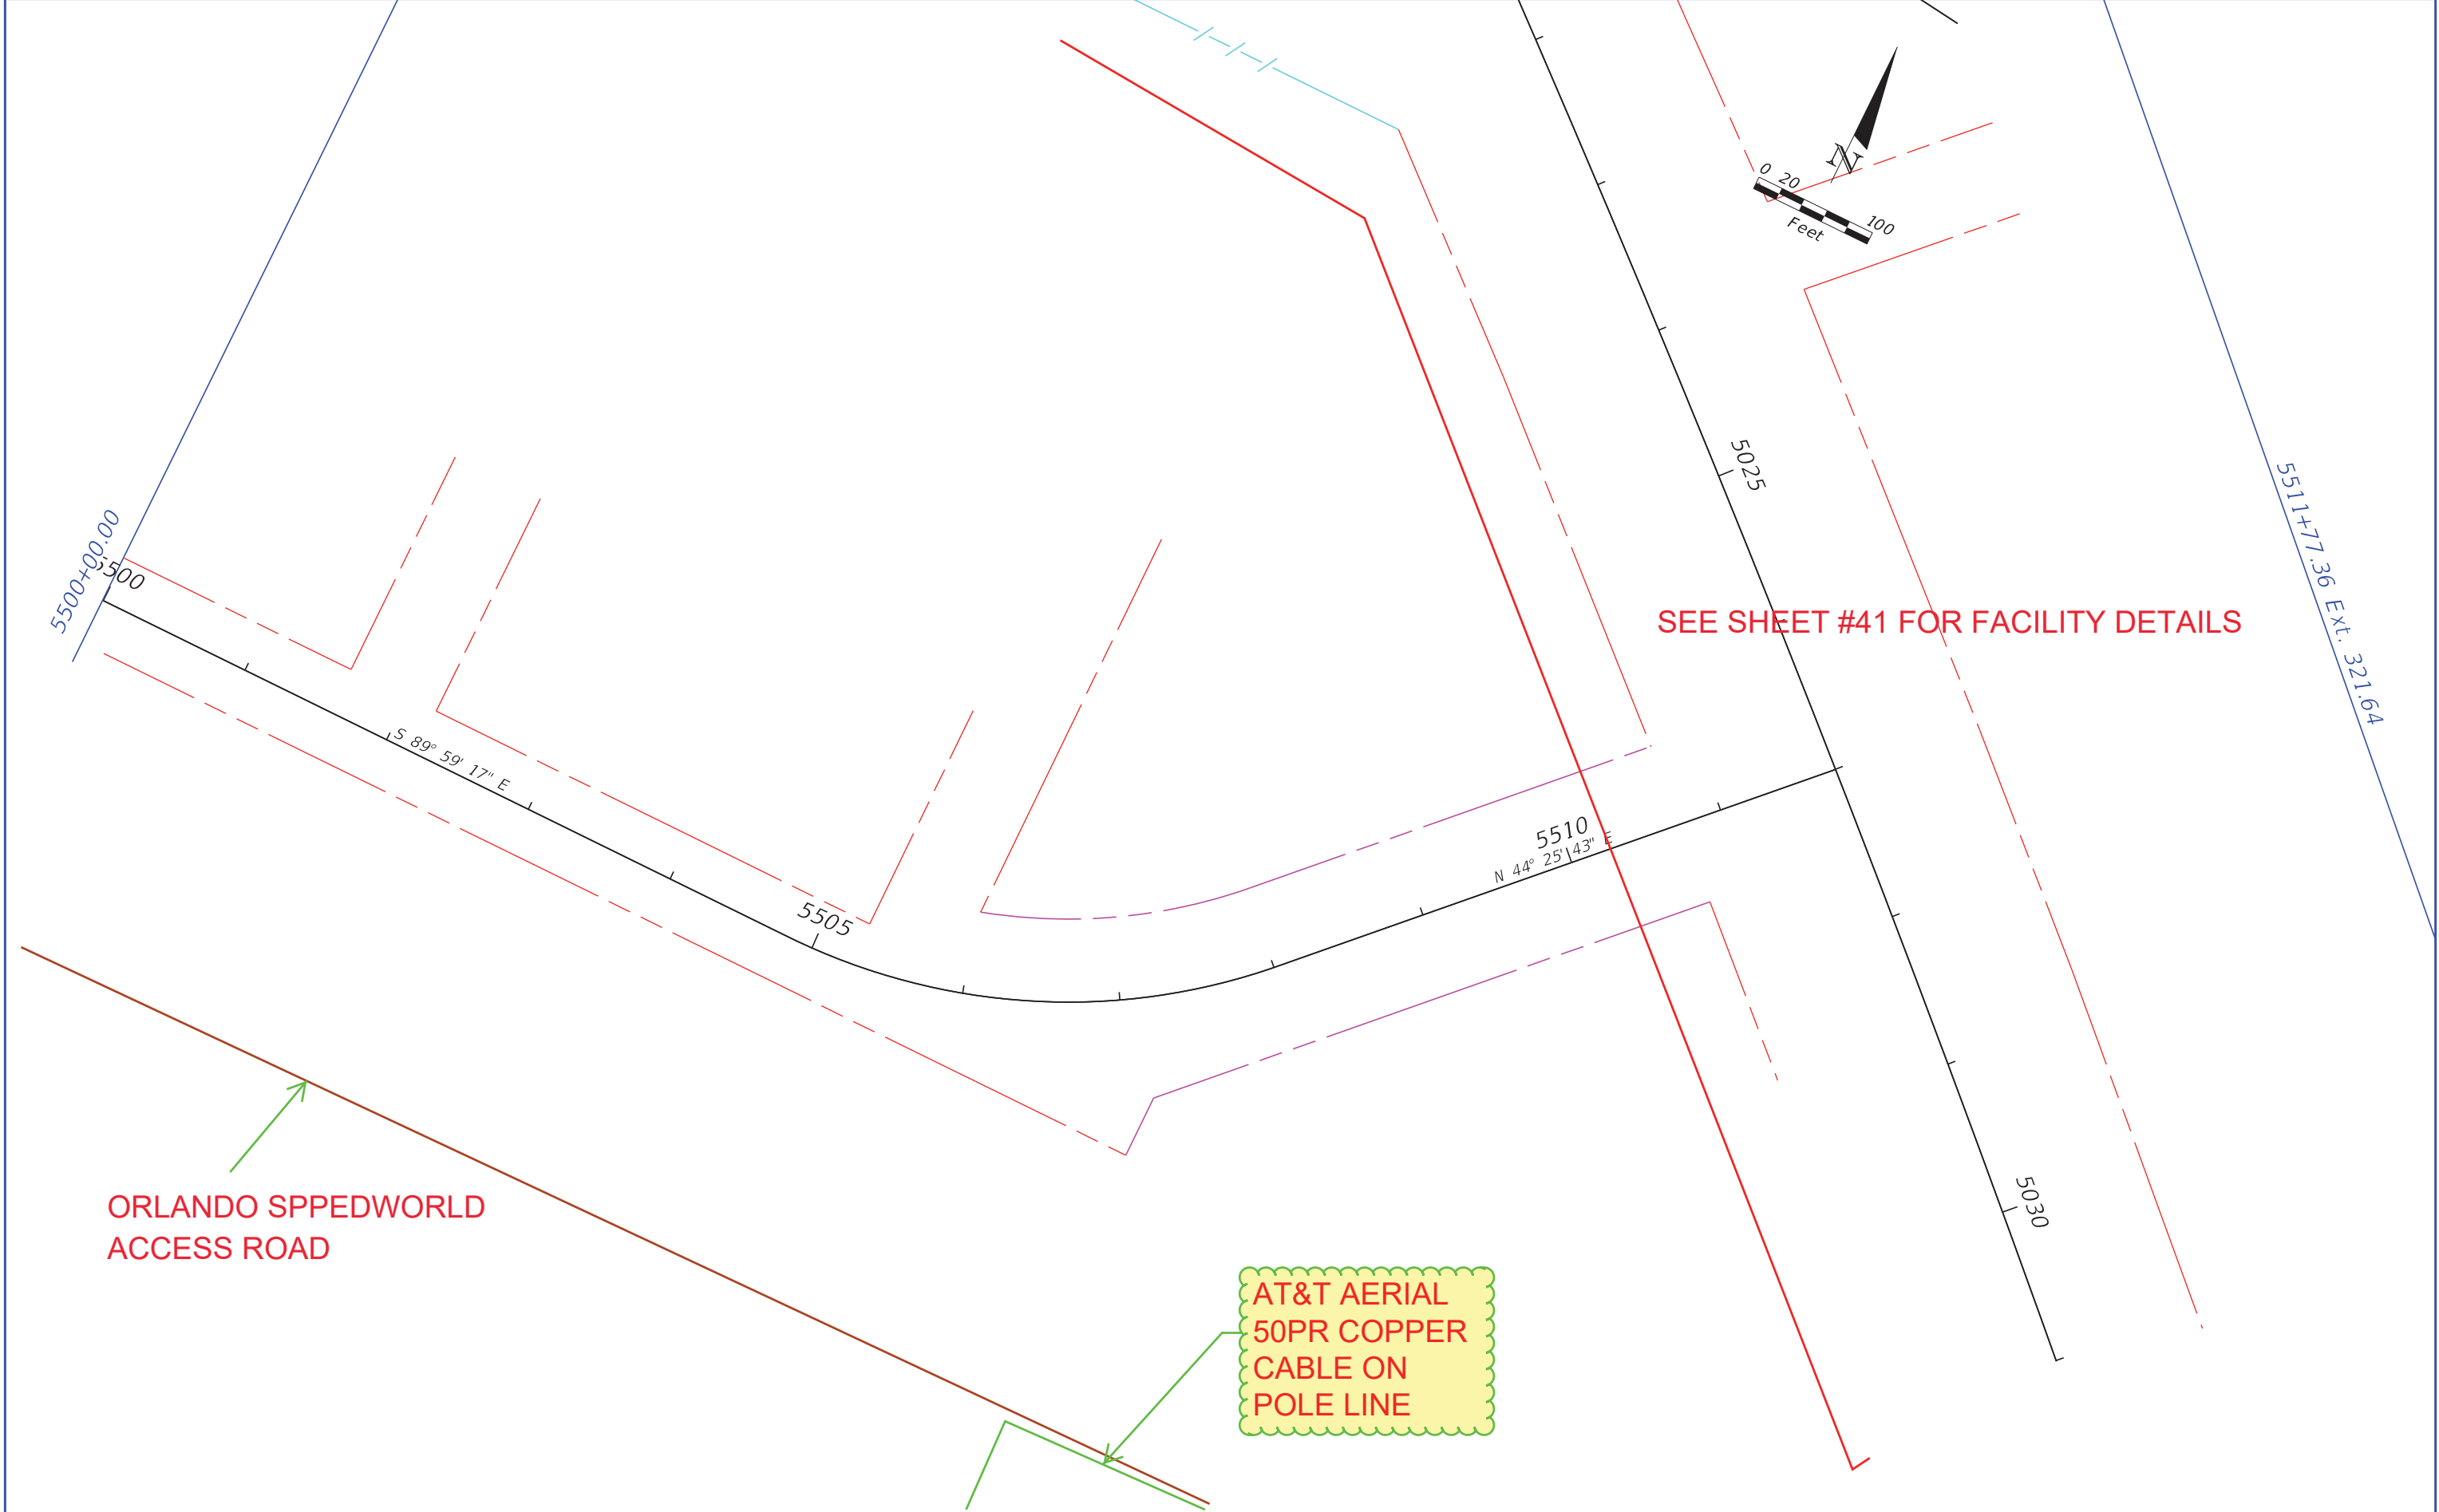 N
0 20 100
Feet
5025
5500+00.00
5500
5511+77.36 Ext. 321.64
SEE SHEET #41 FOR FACILITY DETAILS
S 89° 59' 17" E
5510
N 44° 25' 43" E
5505
5030
ORLANDO SPPEDWORLD
ACCESS ROAD
AT&T AERIAL
50PR COPPER
CABLE ON
POLE LINE